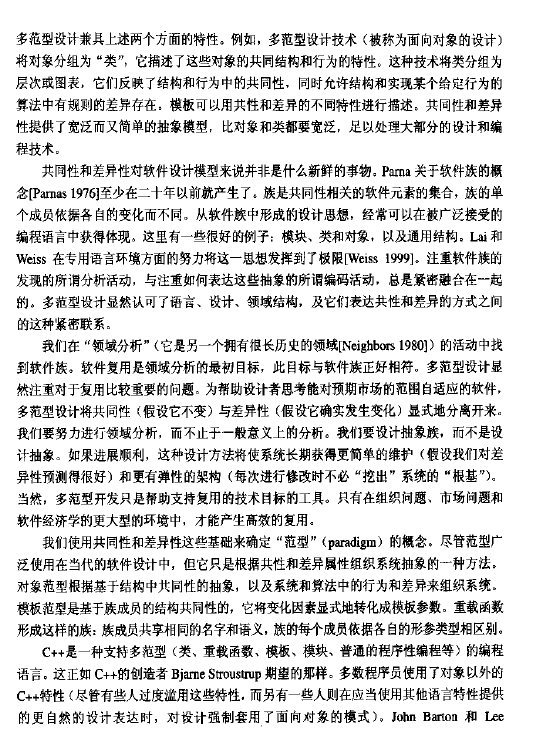 多范型设计兼具上述两个方面的特性。例如，多范型设计技术（被称为面向对象的设计）
将对象分组为“类”，它描述了这些对象的共同结构和行为的特性。这种技术将类分组为
层次或图表，它们反映了结构和行为中的共同性，同时允许结构和实现某个给定行为的
算法中有规则的差异存在。模板可以用共性和差异的不同特性进行描述。共同性和差异
性提供了宽泛而又简单的抽象模型，比对象和类都要宽泛，足以处理大部分的设计和编
程技术。
共同性和差异性对软件设计模型来说并非是什么新鲜的事物。Parna 关于软件族的概
念[Parnas 1976]至少在二十年以前就产生了。族是共同性相关的软件元素的集合，族的单
个成员依据各自的变化而不同。从软件族中形成的设计思想，经常可以在被广泛接受的
编程语言中获得体现。这里有一些很好的例子：模块、类和对象，以及通用结构。Lai 和
Weiss 在专用语言环境方面的努力将这一思想发挥到了极限[Weiss 1999]。注重软件族的
发现的所谓分析活动，与注重如何表达这些抽象的所谓编码活动，总是紧密融合在一起
的。多范型设计显然认可了语言、设计、领域结构，及它们表达共性和差异的方式之间
的这种紧密联系。
我们在“领域分析”（它是另一个拥有很长历史的领域[Neighbors 1980]）的活动中找
到软件族。软件复用是领域分析的最初目标，此目标与软件族正好相符。多范型设计显
然注重对于复用比较重要的问题。为帮助设计者思考能对预期市场的范围自适应的软件，
多范型设计将共同性（假设它不变）与差异性（假设它确实发生变化）显式地分离开来。
我们要努力进行领域分析，而不止于一般意义上的分析。我们要设计抽象族，而不是设
计抽象。如果进展顺利，这种设计方法将使系统长期获得更简单的维护（假设我们对差
异性预测得很好）和更有弹性的架构（每次进行修改时不必“挖出”系统的“根基”）。
当然，多范型开发只是帮助支持复用的技术目标的工具。只有在组织问题、市场问题和
软件经济学的更大型的环境中，才能产生高效的复用。
我们使用共同性和差异性这些基础来确定“范型”（paradigm）的概念。尽管范型广
泛使用在当代的软件设计中，但它只是根据共性和差异属性组织系统抽象的一种方法。
对象范型根据基于结构中共同性的抽象，以及系统和算法中的行为和差异来组织系统。
模板范型是基于族成员的结构共同性的，它将变化因素显式地转化成模板参数。重载函数
形成这样的族：族成员共享相同的名字和语义，族的每个成员依据各自的形参类型相区别。
C++是一种支持多范型（类、重载函数、模板、模块、普通的程序性编程等）的编程
语言。这正如 C++的创造者 Bjarne Stroustrup 期望的那样。多数程序员使用了对象以外的
C++特性（尽管有些人过度滥用这些特性，而另有一些人则在应当使用其他语言特性提供
的更自然的设计表达时，对设计强制套用了面向对象的模式）。John Barton 和 Lee